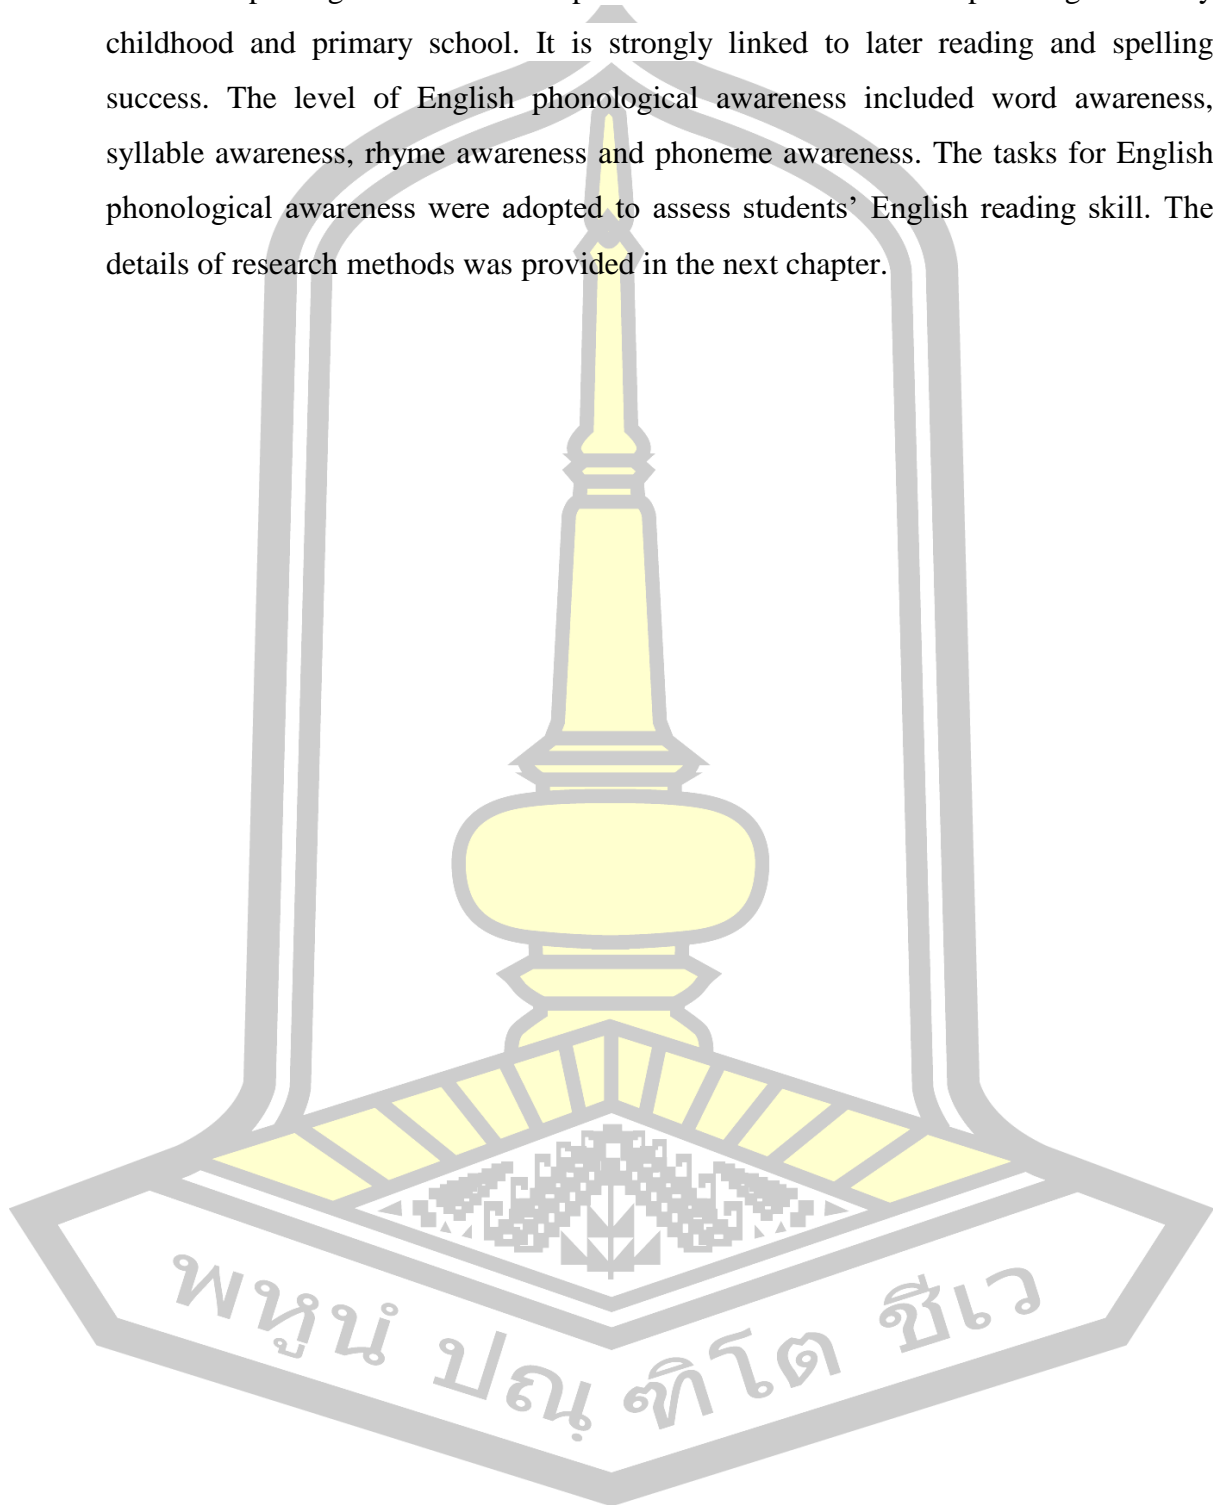 childhood and primary school. It is strongly linked to later reading and spelling
success. The level of English phonological awareness included word awareness,
syllable awareness, rhyme awareness and phoneme awareness. The tasks for English
phonological awareness were adopted to assess students’ English reading skill. The
details of research methods was provided in the next chapter.
พหูนํ ปณฺฑิโต ชีเว